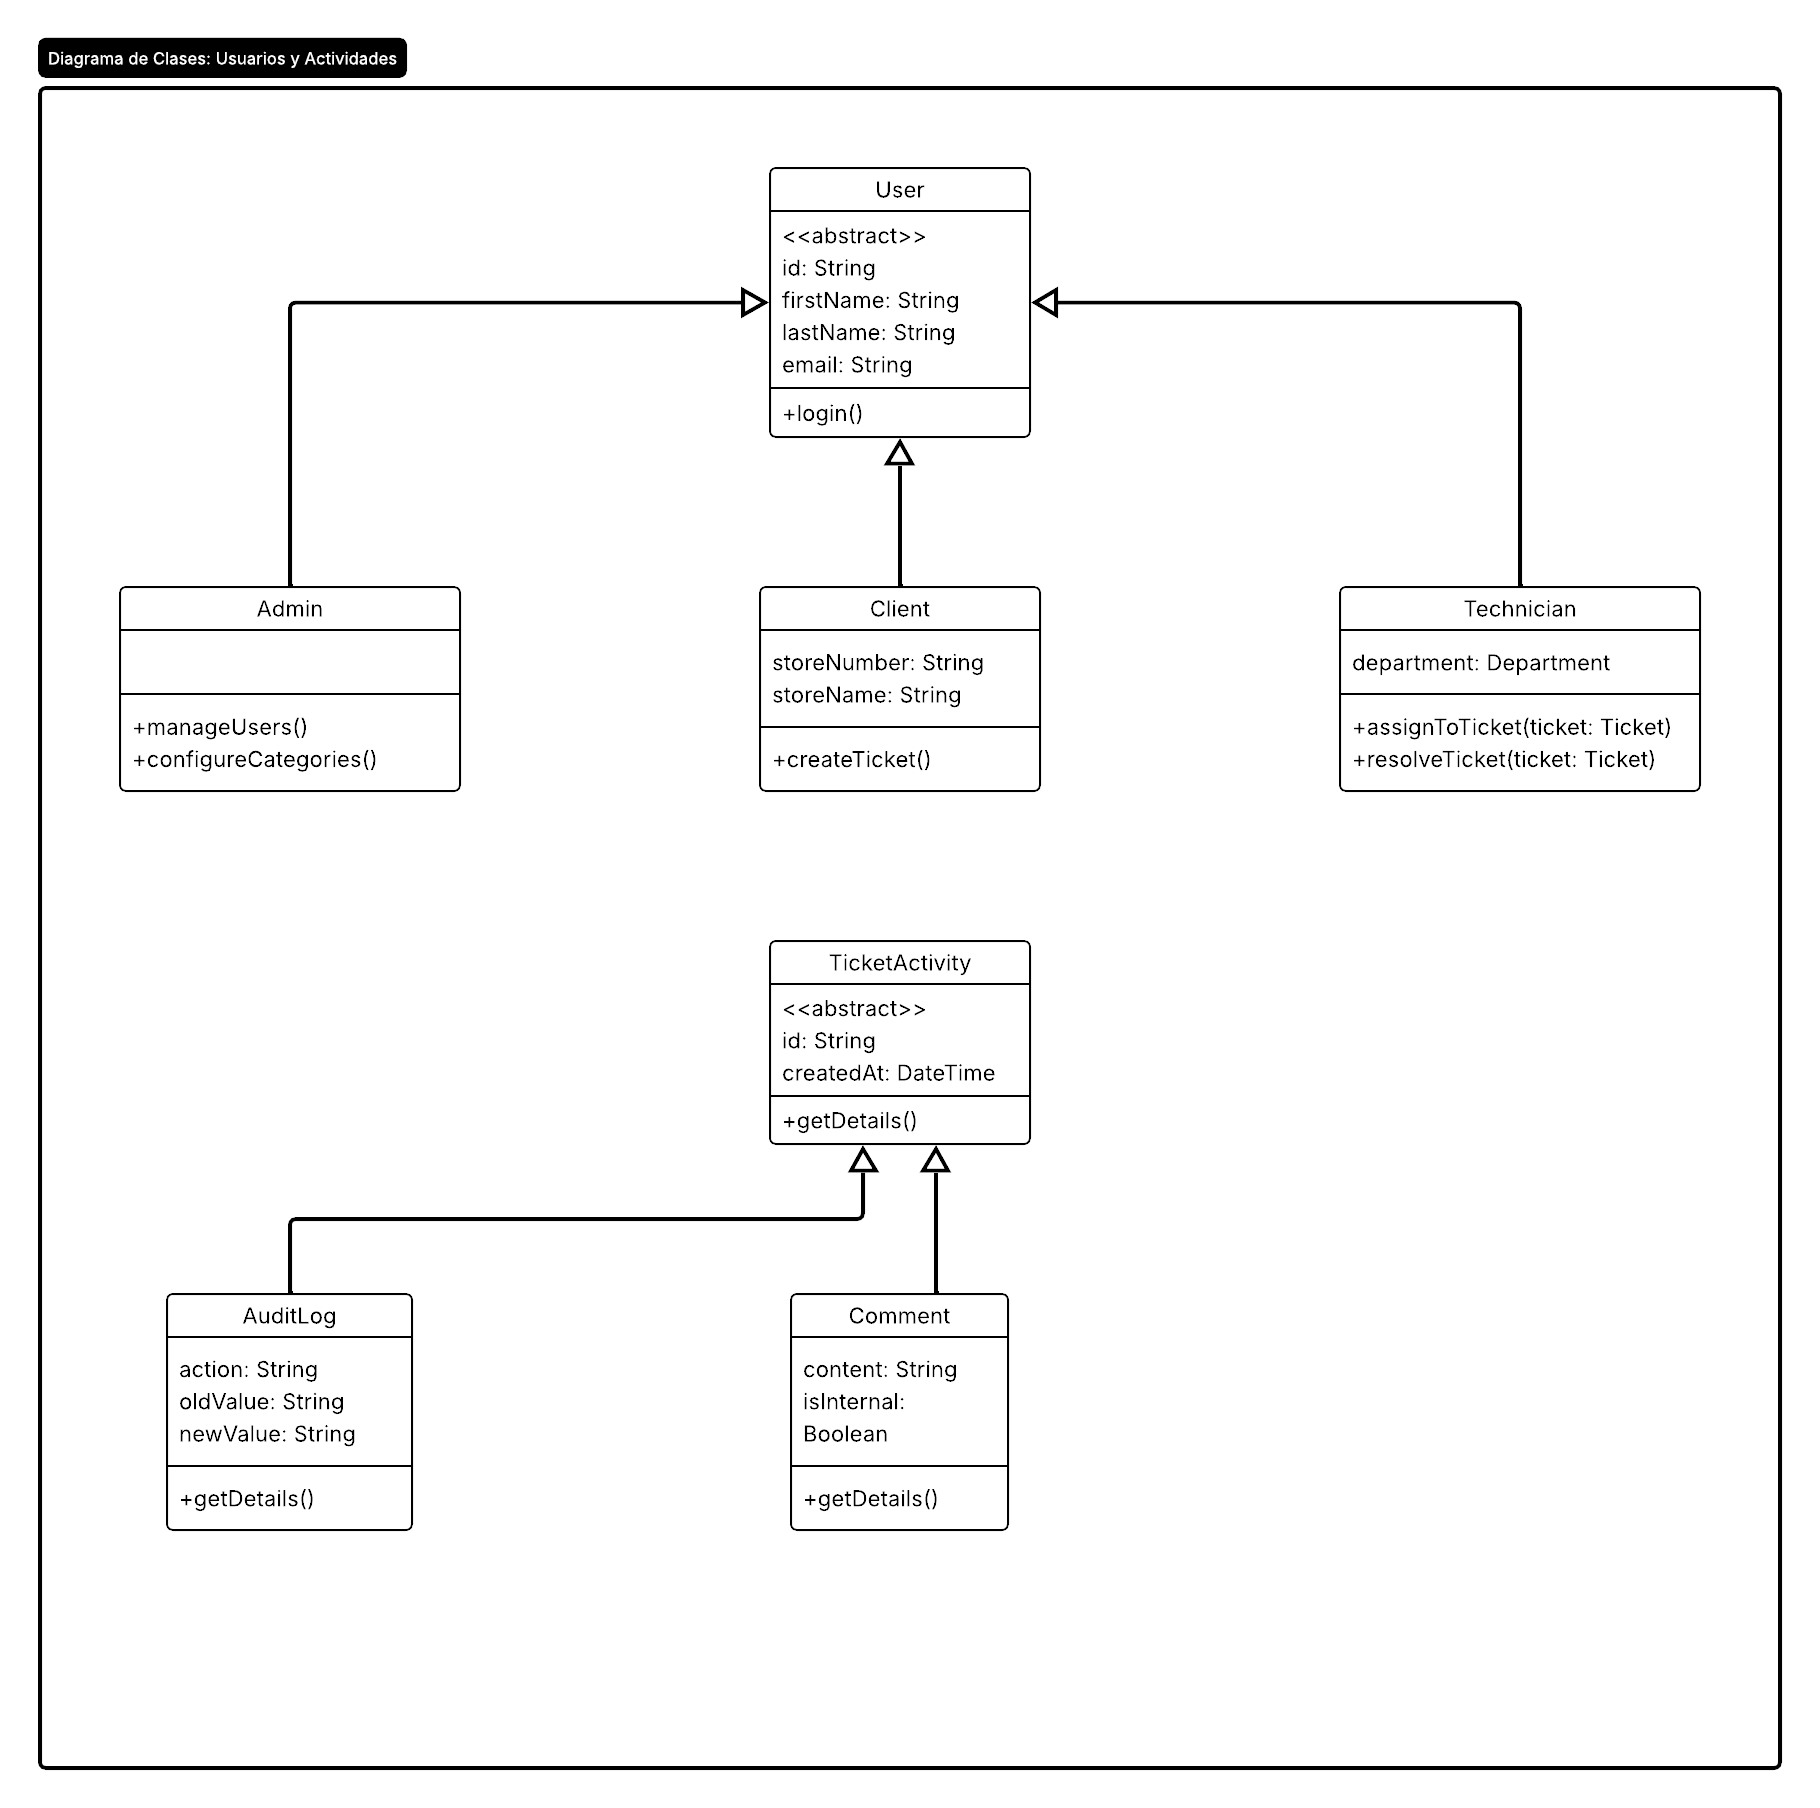 Diagrama de Clases: Usuarios y Actividades
User
<<abstract>>
id: String
firstName: String
lastName: String
email: String
+login()
Admin
+manageUsers()
+configureCategories()
Client
storeNumber: String
storeName: String
+createTicket()
Technician
department: Department
+assignToTicket(ticket: Ticket)
+resolveTicket(ticket: Ticket)
TicketActivity
<<abstract>>
id: String
createdAt: DateTime
+getDetails()
AuditLog
action: String
oldValue: String
newValue: String
+getDetails()
Comment
content: String
isInternal:
Boolean
+getDetails()